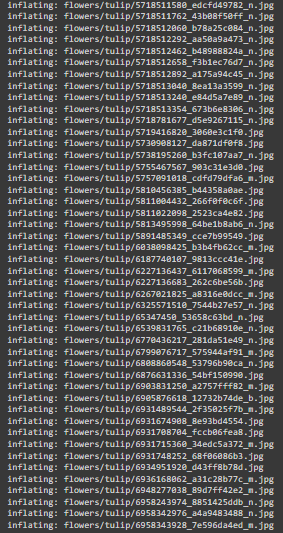 inflating: flowers/tulip/5718511580_edcfd49782_n.jpg
inflating: flowers/tulip/5718511762_43b08f50ff_n.jpg
inflating: flowers/tulip/5718512060_b78a25c084_n.jpg
inflating: flowers/tulip/5718512292_aa50a9a473_n.jpg
inflating: flowers/tulip/5718512462_b48988824a_n.jpg
inflating: flowers/tulip/5718512658_f3b1ec76d7_n.jpg
inflating: flowers/tulip/5718512892_a175a94c45_n.jpg
inflating: flowers/tulip/5718513040_8ea13a3599_n.jpg
inflating: flowers/tulip/5718513240_e84d5a7e09_n.jpg
inflating: flowers/tulip/5718513354_673b6e8306_n.jpg
inflating: flowers/tulip/5718781677_d5e9267115_n.jpg
inflating: flowers/tulip/5719416820_3060e3c1f0.jpg
inflating: flowers/tulip/5730908127_da871df0f8.jpg
inflating: flowers/tulip/5738195260_b3fc107aa7_n.jpg
inflating: flowers/tulip/5755467567_903c31e3d0.jpg
inflating: flowers/tulip/5757091018_cdfd79dfa6_m.jpg
inflating: flowers/tulip/5810456385_b44358a0ae.jpg
inflating: flowers/tulip/5811004432_266f0f0c6f.jpg
inflating: flowers/tulip/5811022098_2523ca4e82.jpg
inflating: flowers/tulip/5813495998_64be1b8ab6_n.jpg
inflating: flowers/tulip/5891485349_cce7b99549.jpg
inflating: flowers/tulip/6038098425_b3b4fb62cc_m.jpg
inflating: flowers/tulip/6187740107_9813ccc41e.jpg
inflating: flowers/tulip/6227136437_6117068599_m.jpg
inflating: flowers/tulip/6227136683_262c6be56b.jpg
inflating: flowers/tulip/6267021825_a8316e0dcc_m.jpg
inflating: flowers/tulip/6325571510_7544b27e57_n.jpg
inflating: flowers/tulip/65347450_53658c63bd_n.jpg
inflating: flowers/tulip/6539831765_c21b68910e_n.jpg
inflating: flowers/tulip/6770436217_281da51e49_n.jpg
inflating: flowers/tulip/6799076717_575944af91_m.jpg
inflating: flowers/tulip/6808860548_53796b90ca_n.jpg
inflating: flowers/tulip/6876631336_54bf150990.jpg
inflating: flowers/tulip/6903831250_a2757fff82_m.jpg
inflating: flowers/tulip/6905876618_12732b74de_b.jpg
inflating: flowers/tulip/6931489544_2f35025f7b_m.jpg
inflating: flowers/tulip/6931674908_8e93bd4554.jpg
inflating: flowers/tulip/6931708704_fccb06fea8.jpg
inflating: flowers/tulip/6931715360_34edc5a372_m.jpg
inflating: flowers/tulip/6931748252_68f06086b3.jpg
inflating: flowers/tulip/6934951920_d43ff8b78d.jpg
inflating: flowers/tulip/6936168062_a31c28b77c_m.jpg
inflating: flowers/tulip/6948277038_89d7ff42e2_m.jpg
inflating: flowers/tulip/6958243974_8851425ddb_n.jpg
inflating: flowers/tulip/6958342976_a4a9483488_n.jpg
inflating: flowers/tulip/6958343928_7e596da4ed_m.jpg